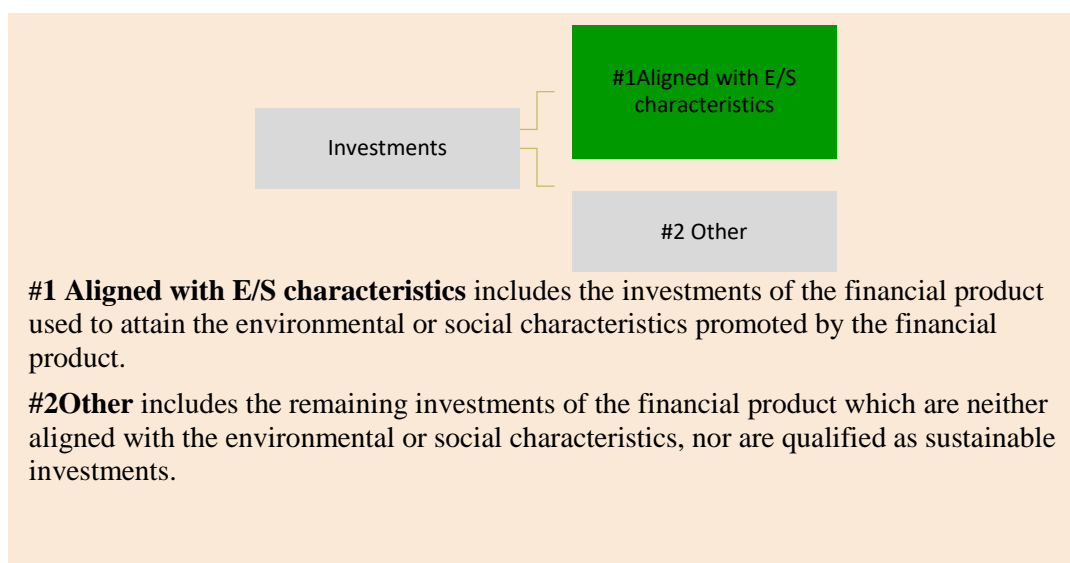 #1Aligned with E/S
characteristics
Investments
#2 Other
#1 Aligned with E/S characteristics includes the investments of the financial product
used to attain the environmental or social characteristics promoted by the financial
product.
#2Other includes the remaining investments of the financial product which are neither
aligned with the environmental or social characteristics, nor are qualified as sustainable
investments.